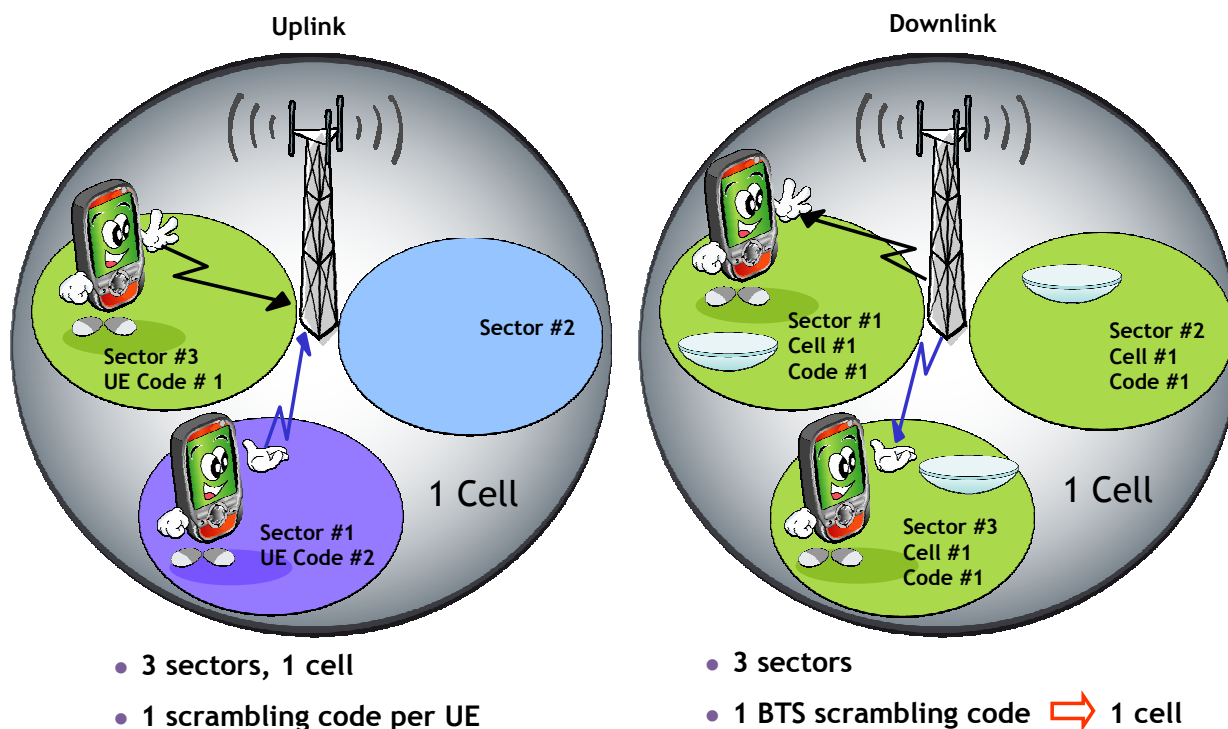 Uplink
Sector #3
UE Code # 1
Sector #2
Sector #1
UE Code #2
1 Cell
• 3 sectors, 1 cell
• 1 scrambling code per UE
Downlink
Sector #1
Cell #1
Code #1
Sector #2
Cell #1
Code #1
Sector #3
Cell #1
Code #1
1 Cell
• 3 sectors
• 1 BTS scrambling code ⇨ 1 cell